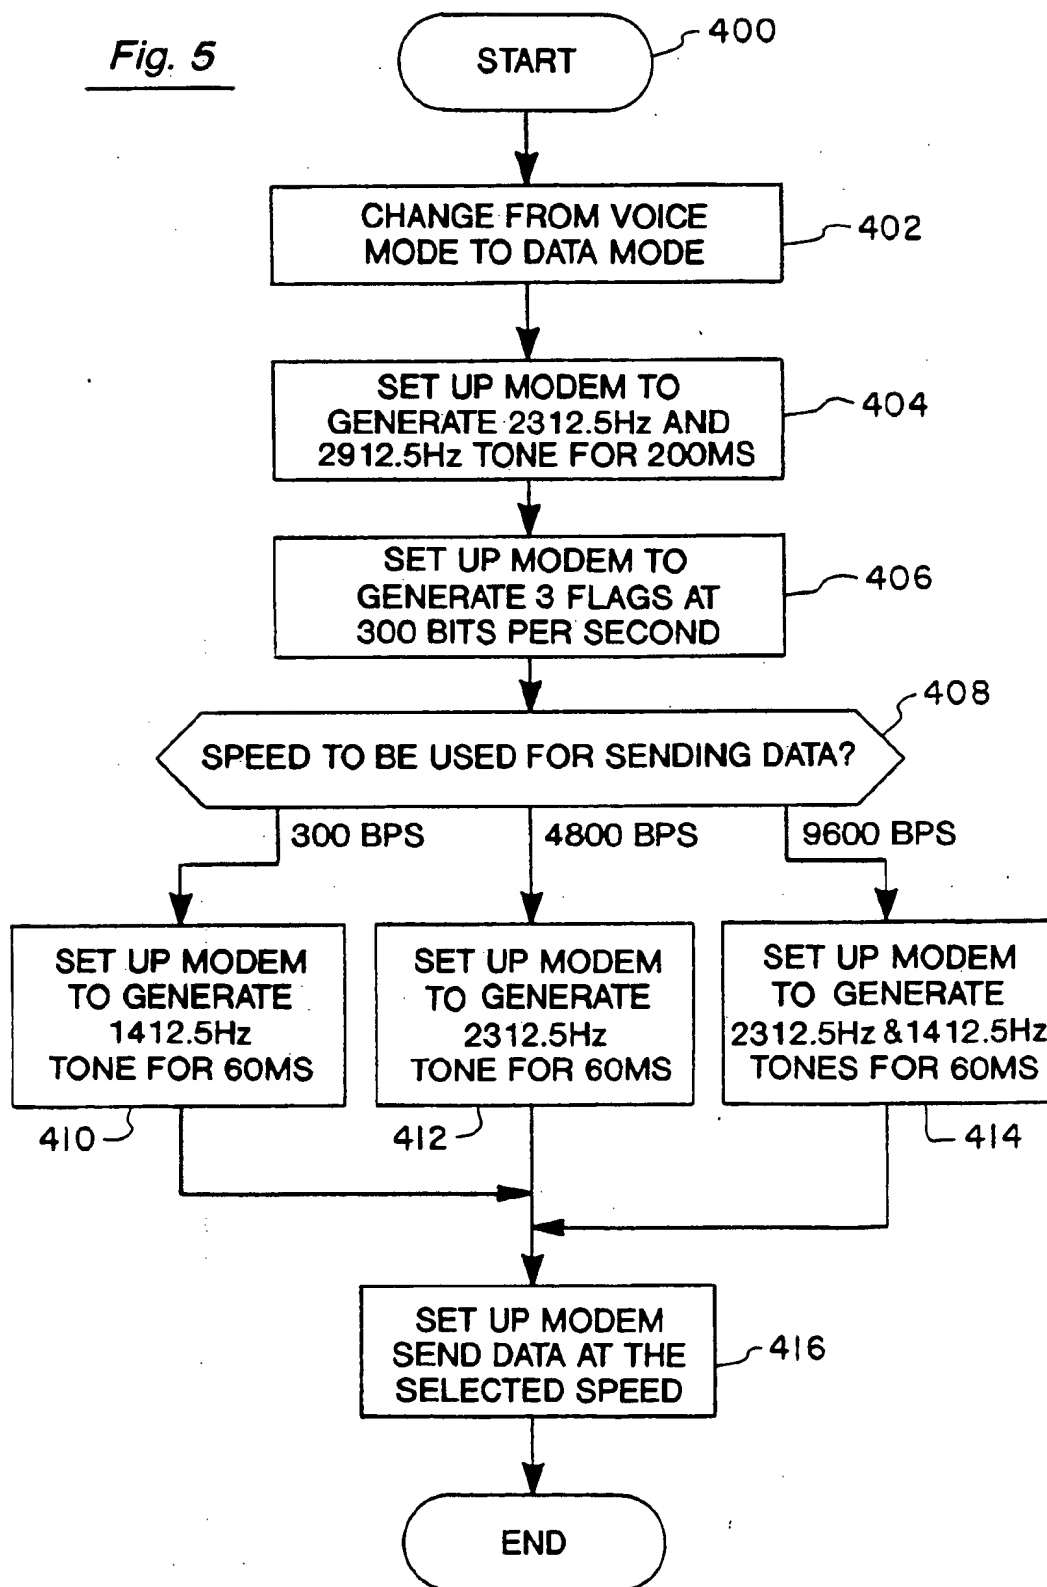 Fig. 5
START
400
CHANGE FROM VOICE
MODE TO DATA MODE
402
SET UP MODEM TO
GENERATE 2312.5Hz AND
2912.5Hz TONE FOR 200MS
404
SET UP MODEM TO
GENERATE 3 FLAGS AT
300 BITS PER SECOND
406
408
SPEED TO BE USED FOR SENDING DATA?
300 BPS
4800 BPS
9600 BPS
SET UP MODEM
TO GENERATE
1412.5Hz
TONE FOR 60MS
410
SET UP MODEM
TO GENERATE
2312.5Hz
TONE FOR 60MS
412
SET UP MODEM
TO GENERATE
2312.5Hz &1412.5Hz
TONES FOR 60MS
414
SET UP MODEM
SEND DATA AT THE
SELECTED SPEED
416
END